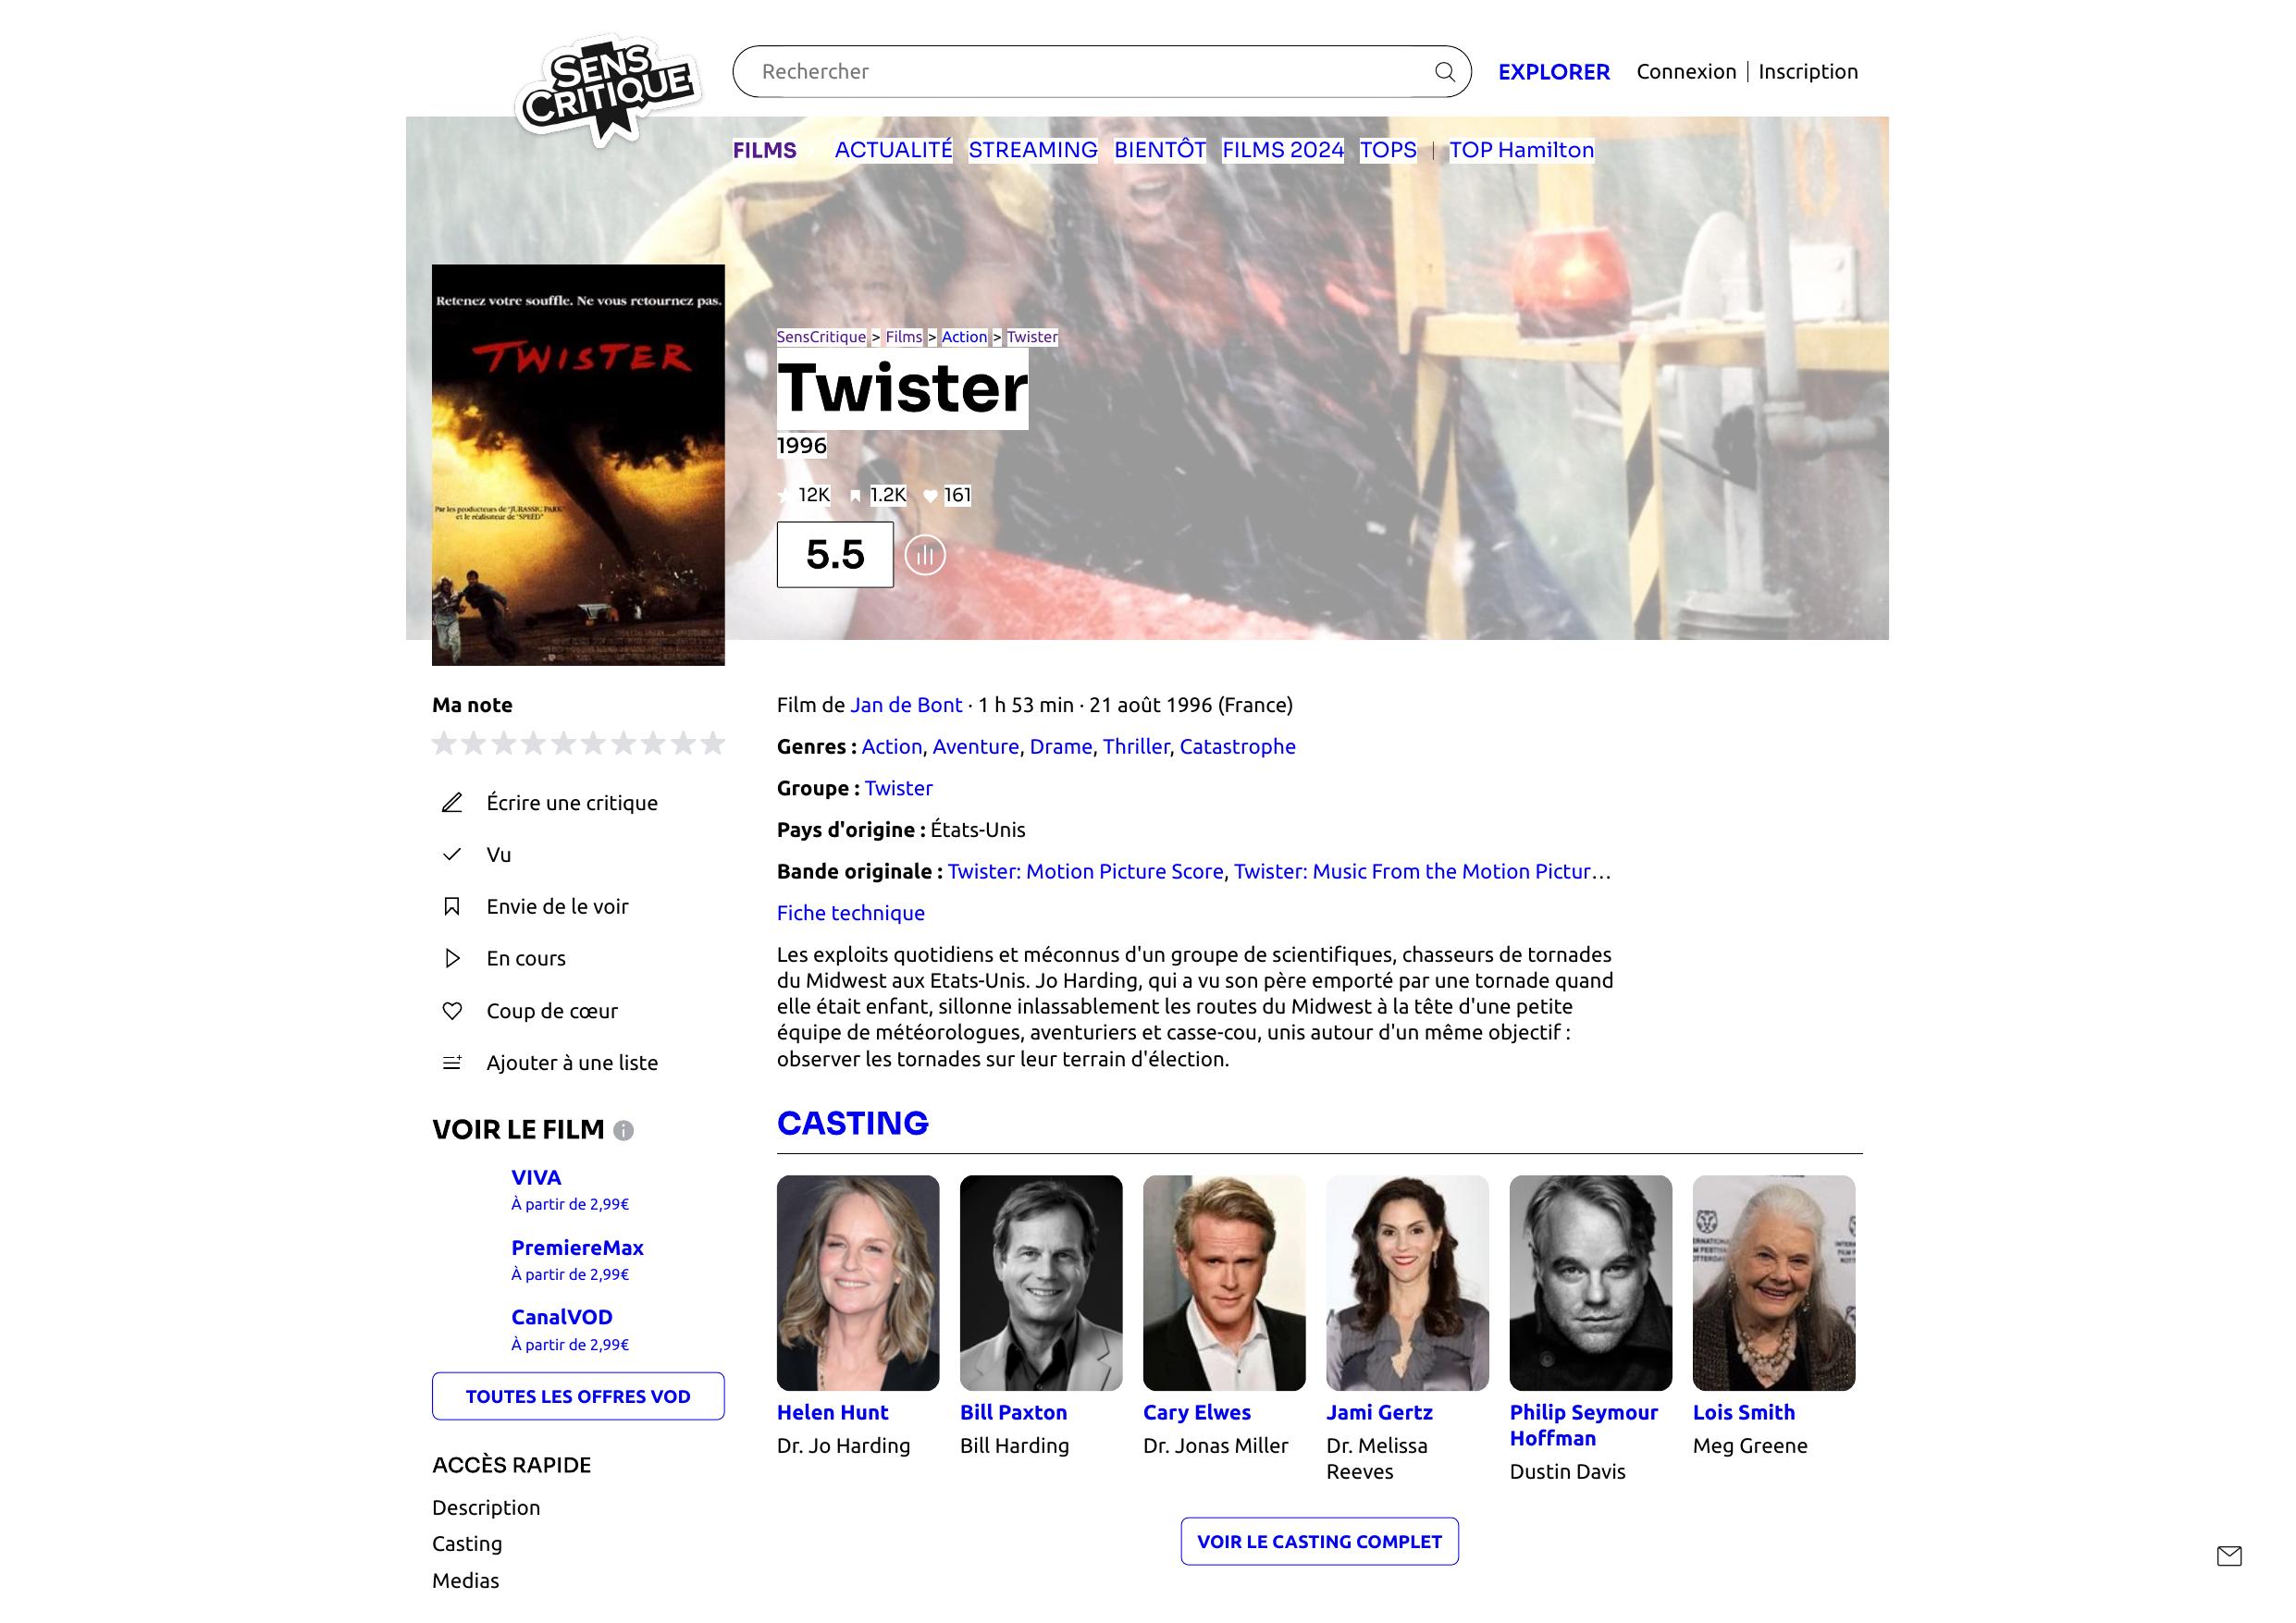 SENS
CRITIQUE
Rechercher
EXPLORER
Connexion | Inscription
FILMS
ACTUALITÉ
STREAMING
BIENTÔT
FILMS 2024
TOPS
|
TOP Hamilton
Retenez votre souffle. Ne vous retournez pas.
TWISTER
Par les producteurs de "JURASSIC PARK"
et le réalisateur de "SPEED"
SensCritique > Films > Action > Twister
Twister
1996
12K
1.2K
161
5.5
Ma note
Écrire une critique
Vu
Envie de le voir
En cours
Coup de cœur
Ajouter à une liste
VOIR LE FILM
VIVA
À partir de 2,99€
PremiereMax
À partir de 2,99€
CanalVOD
À partir de 2,99€
TOUTES LES OFFRES VOD
ACCÈS RAPIDE
Description
Casting
Medias
Film de Jan de Bont · 1 h 53 min · 21 août 1996 (France)
Genres : Action, Aventure, Drame, Thriller, Catastrophe
Groupe : Twister
Pays d'origine : États-Unis
Bande originale : Twister: Motion Picture Score, Twister: Music From the Motion Pictur…
Fiche technique
Les exploits quotidiens et méconnus d'un groupe de scientifiques, chasseurs de tornades
du Midwest aux Etats-Unis. Jo Harding, qui a vu son père emporté par une tornade quand
elle était enfant, sillonne inlassablement les routes du Midwest à la tête d'une petite
équipe de météorologues, aventuriers et casse-cou, unis autour d'un même objectif :
observer les tornades sur leur terrain d'élection.
CASTING
Helen Hunt
Dr. Jo Harding
Bill Paxton
Bill Harding
Cary Elwes
Dr. Jonas Miller
Jami Gertz
Dr. Melissa
Reeves
Philip Seymour
Hoffman
Dustin Davis
Lois Smith
Meg Greene
VOIR LE CASTING COMPLET